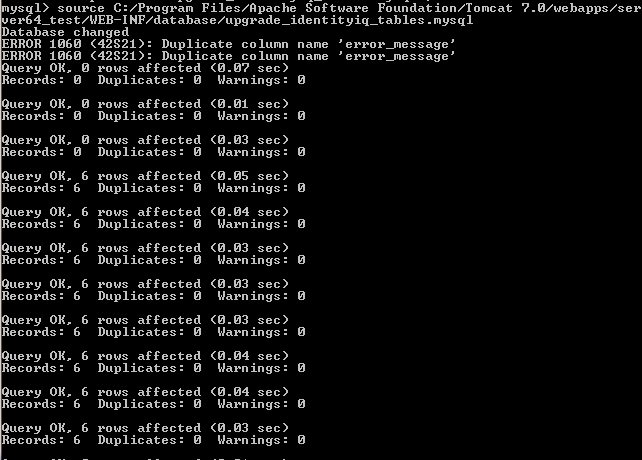 mysql> source C:/Program Files/Apache Software Foundation/Tomcat 7.0/webapps/ser
ver64_test/WEB-INF/database/upgrade_identityiq_tables.mysql
Database changed
ERROR 1060 (42S21): Duplicate column name 'error_message'
ERROR 1060 (42S21): Duplicate column name 'error_message'
Query OK, 0 rows affected (0.07 sec)
Records: 0  Duplicates: 0  Warnings: 0
Query OK, 0 rows affected (0.01 sec)
Records: 0  Duplicates: 0  Warnings: 0
Query OK, 0 rows affected (0.03 sec)
Records: 0  Duplicates: 0  Warnings: 0
Query OK, 6 rows affected (0.05 sec)
Records: 6  Duplicates: 0  Warnings: 0
Query OK, 6 rows affected (0.04 sec)
Records: 6  Duplicates: 0  Warnings: 0
Query OK, 6 rows affected (0.03 sec)
Records: 6  Duplicates: 0  Warnings: 0
Query OK, 6 rows affected (0.03 sec)
Records: 6  Duplicates: 0  Warnings: 0
Query OK, 6 rows affected (0.03 sec)
Records: 6  Duplicates: 0  Warnings: 0
Query OK, 6 rows affected (0.04 sec)
Records: 6  Duplicates: 0  Warnings: 0
Query OK, 6 rows affected (0.04 sec)
Records: 6  Duplicates: 0  Warnings: 0
Query OK, 6 rows affected (0.03 sec)
Records: 6  Duplicates: 0  Warnings: 0